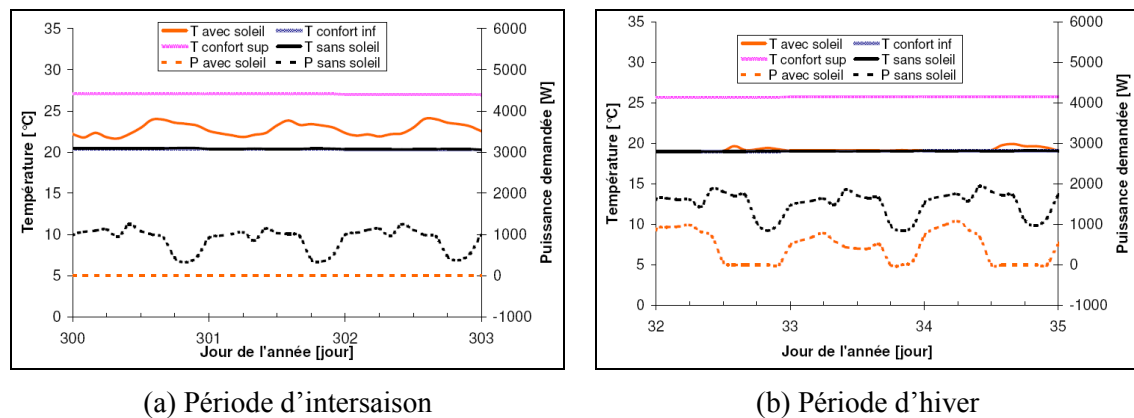 T avec soleil T confort inf
T confort sup T sans soleil
P avec soleil P sans soleil
Température [°C]
35
30
25
20
15
10
5
0
6000
5000
4000
3000
2000
1000
0
-1000
Puissance demandée [W]
300 301 302 303
Jour de l'année [jour]
(a) Période d'intersaison
T avec soleil T confort inf
T confort sup T sans soleil
P avec soleil P sans soleil
Température [°C]
35
30
25
20
15
10
5
0
6000
5000
4000
3000
2000
1000
0
-1000
Puissance demandée [W]
32 33 34 35
Jour de l'année [jour]
(b) Période d'hiver